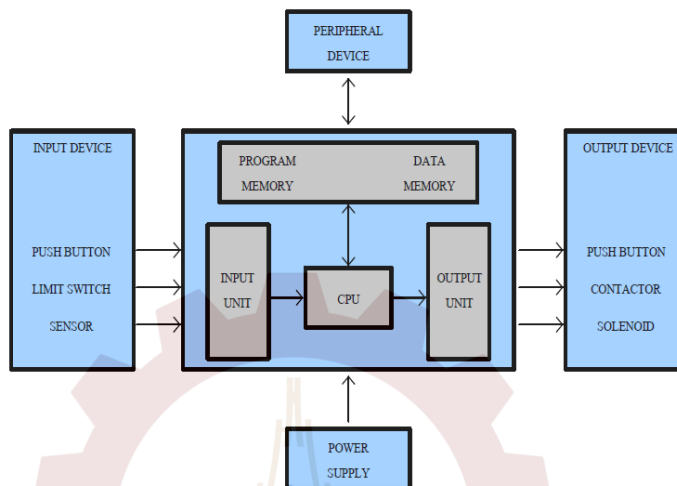 PERIPHERAL
DEVICE
INPUT DEVICE
PUSH BUTTON
LIMIT SWITCH
SENSOR
PROGRAM
MEMORY
DATA
MEMORY
INPUT
UNIT
CPU
OUTPUT
UNIT
OUTPUT DEVICE
PUSH BUTTON
CONTACTOR
SOLENOID
POWER
SUPPLY